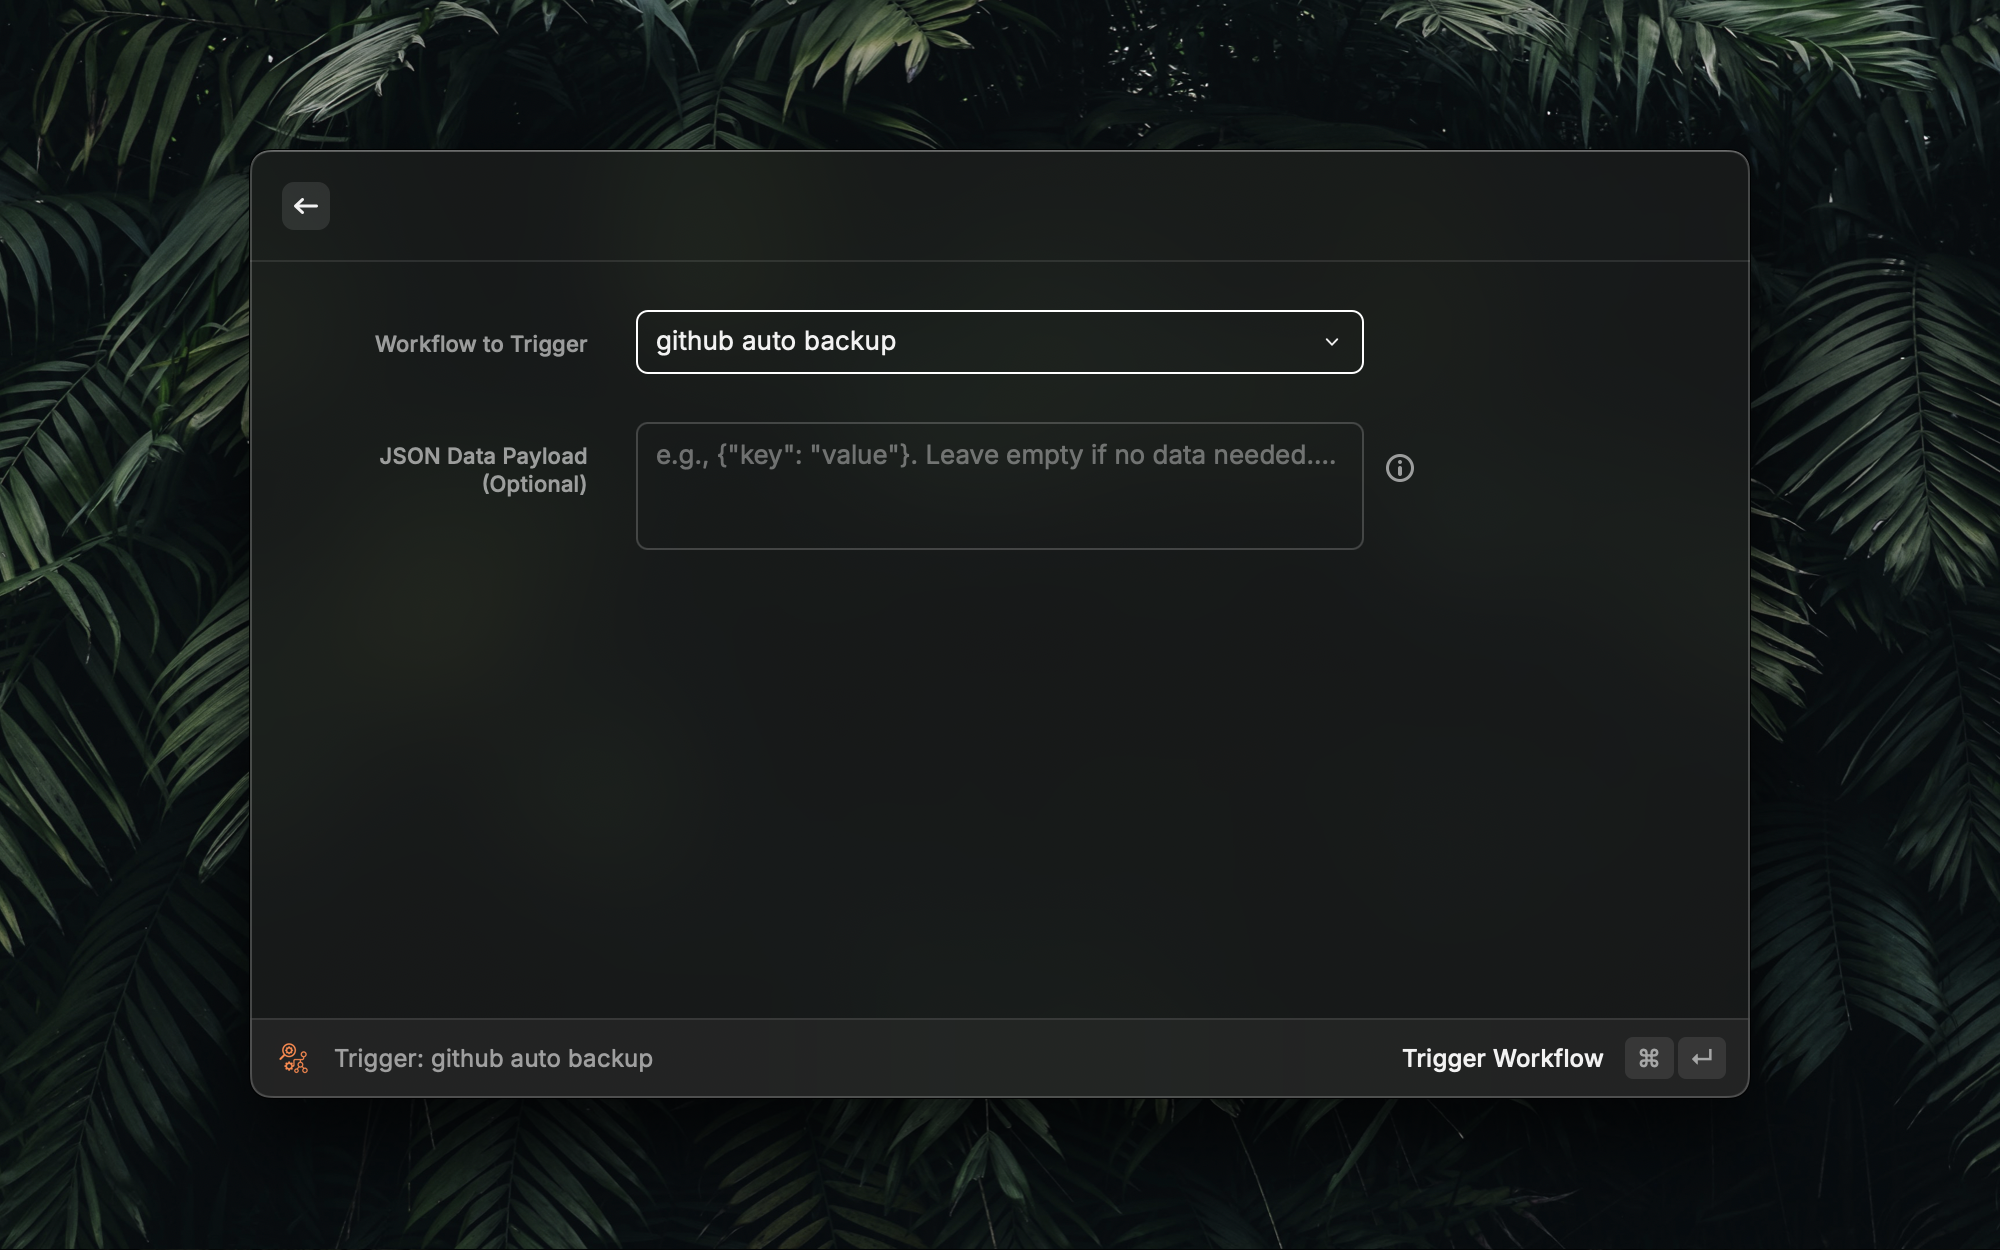 Workflow to Trigger
github auto backup
JSON Data Payload
(Optional)
e.g., {"key": "value"}. Leave empty if no data needed....
Trigger: github auto backup
Trigger Workflow ⌘ ↵